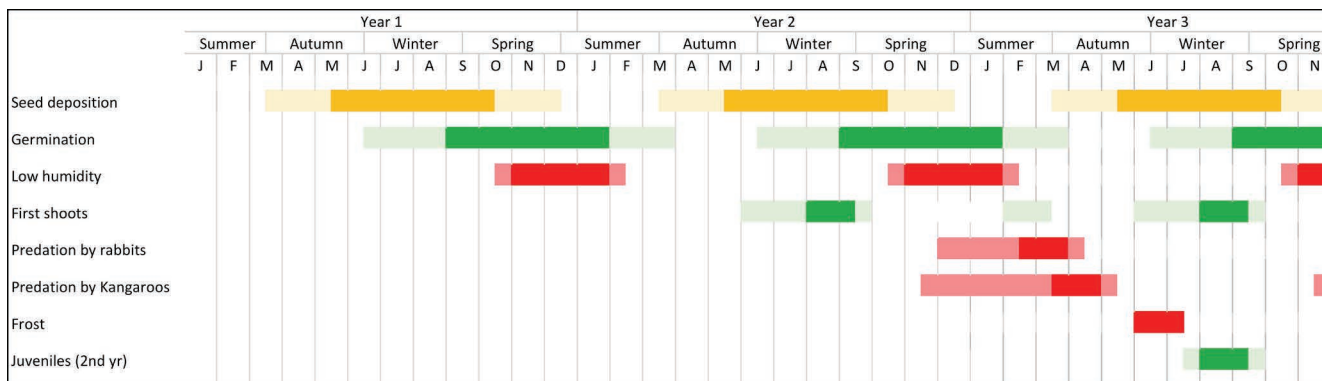 Year 1 Year 2 Year 3
Summer Autumn Winter Spring Summer Autumn Winter Spring Summer Autumn Winter Spring
J F M A M J J A S O N D J F M A M J J A S O N D J F M A M J J A S O N
Seed deposition
Germination
Low humidity
First shoots
Predation by rabbits
Predation by Kangaroos
Frost
Juveniles (2nd yr)